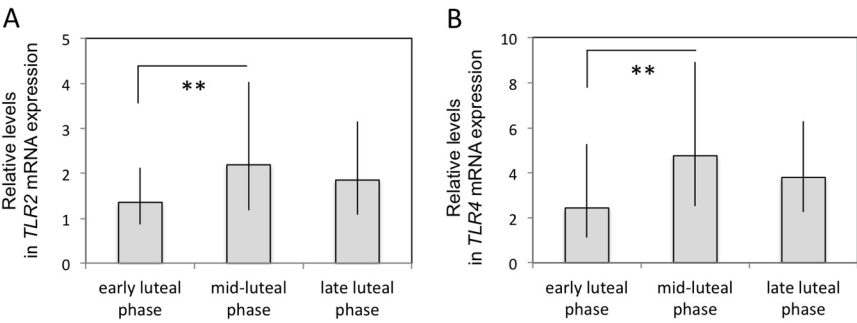 A
Relative levels
in TLR2 mRNA expression
5
4
3
2
1
0
**
early luteal
phase
mid-luteal
phase
late luteal
phase
B
Relative levels
in TLR4 mRNA expression
10
8
6
4
2
0
**
early luteal
phase
mid-luteal
phase
late luteal
phase